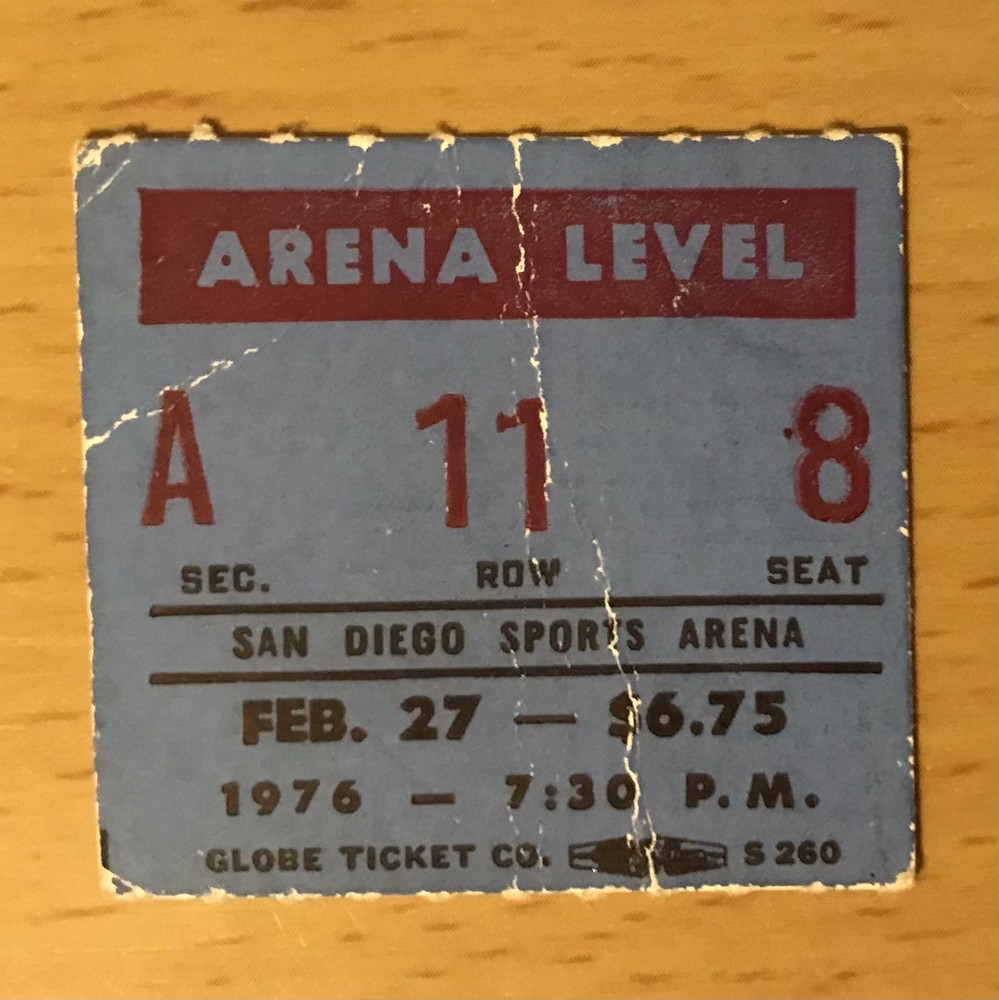 ARENA LEVEL
A 11 8
SEC. ROW SEAT
SAN DIEGO SPORTS ARENA
FEB. 27 — $6.75
1976 — 7:30 P.M.
GLOBE TICKET CO. S 260